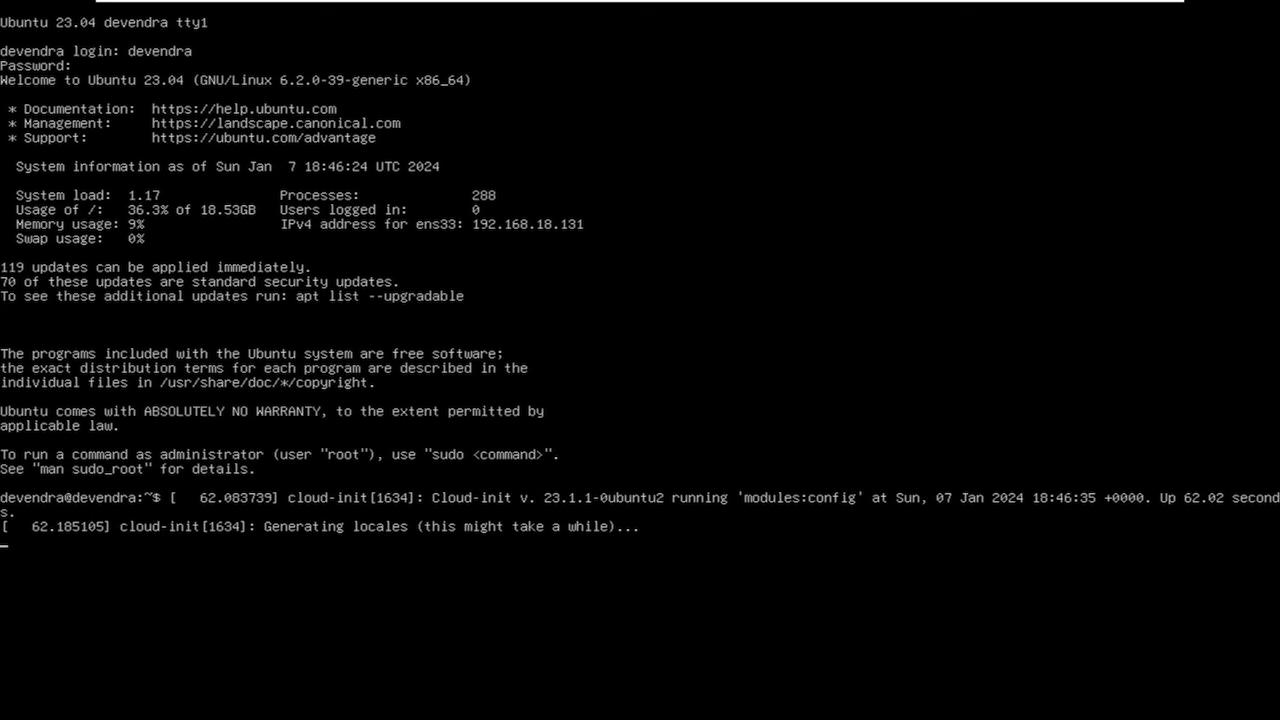 Ubuntu 23.04 devendra tty1
devendra login: devendra
Password:
Welcome to Ubuntu 23.04 (GNU/Linux 6.2.0-39-generic x86_64)
* Documentation:  https://help.ubuntu.com
* Management:     https://landscape.canonical.com
* Support:        https://ubuntu.com/advantage
System information as of Sun Jan  7 18:46:24 UTC 2024
System load:  1.17               Processes:              288
Usage of /:   36.3% of 18.53GB   Users logged in:        0
Memory usage: 9%                 IPv4 address for ens33: 192.168.18.131
Swap usage:   0%
119 updates can be applied immediately.
70 of these updates are standard security updates.
To see these additional updates run: apt list --upgradable
The programs included with the Ubuntu system are free software;
the exact distribution terms for each program are described in the
individual files in /usr/share/doc/*/copyright.
Ubuntu comes with ABSOLUTELY NO WARRANTY, to the extent permitted by
applicable law.
To run a command as administrator (user "root"), use "sudo <command>".
See "man sudo_root" for details.
devendra@devendra:~$ [   62.083739] cloud-init[1634]: Cloud-init v. 23.1.1-0ubuntu2 running 'modules:config' at Sun, 07 Jan 2024 18:46:35 +0000. Up 62.02 second
s.
[   62.185105] cloud-init[1634]: Generating locales (this might take a while)...